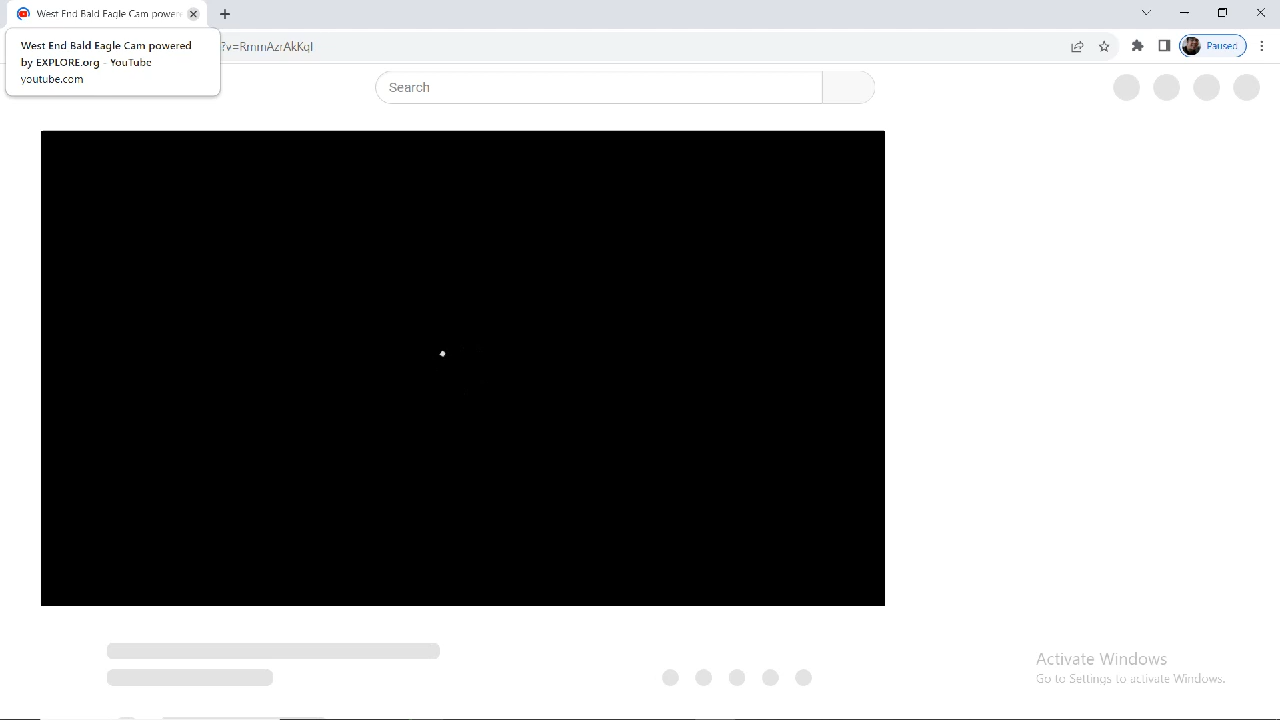 West End Bald Eagle Cam power
West End Bald Eagle Cam powered
by EXPLORE.org - YouTube
youtube.com
?v=RmmAzrAkKqI
Paused
Search
Activate Windows
Go to Settings to activate Windows.